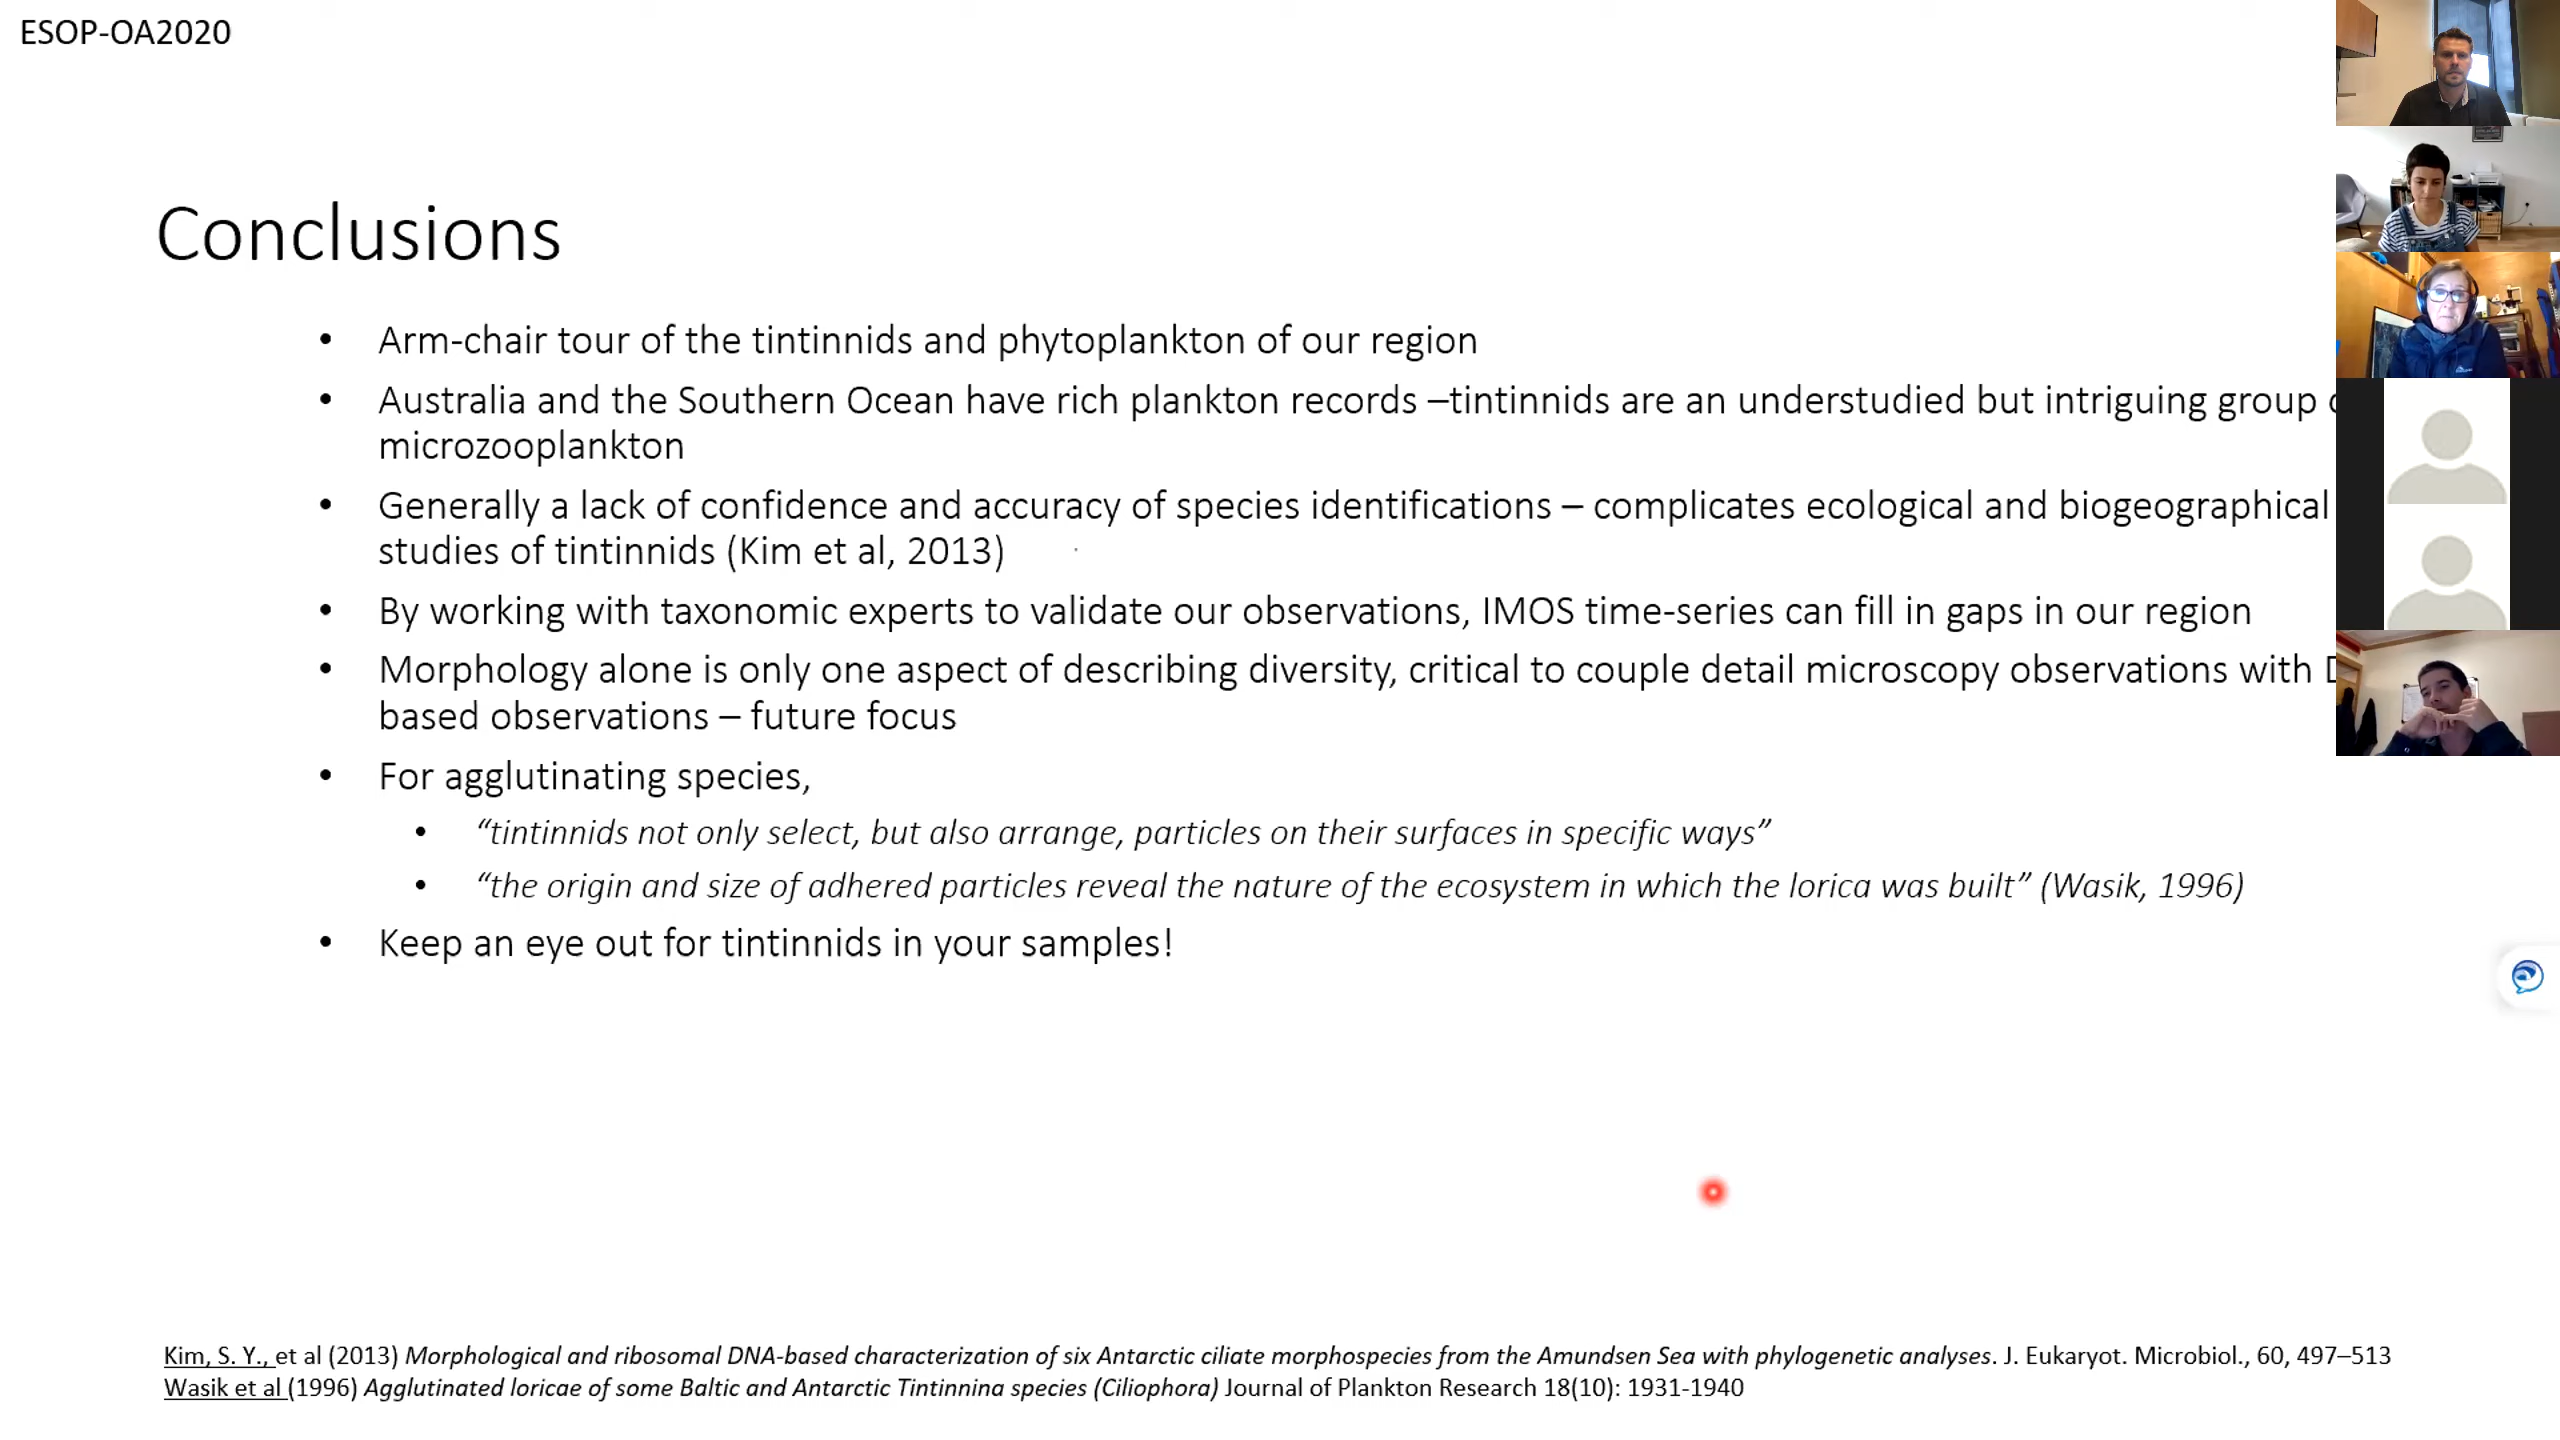 ESOP-OA2020
Conclusions
• Arm-chair tour of the tintinnids and phytoplankton of our region
• Australia and the Southern Ocean have rich plankton records –tintinnids are an understudied but intriguing group
microzooplankton
• Generally a lack of confidence and accuracy of species identifications – complicates ecological and biogeographical
studies of tintinnids (Kim et al, 2013)
• By working with taxonomic experts to validate our observations, IMOS time-series can fill in gaps in our region
• Morphology alone is only one aspect of describing diversity, critical to couple detail microscopy observations with
based observations – future focus
• For agglutinating species,
• “tintinnids not only select, but also arrange, particles on their surfaces in specific ways”
• “the origin and size of adhered particles reveal the nature of the ecosystem in which the lorica was built” (Wasik, 1996)
• Keep an eye out for tintinnids in your samples!
Kim, S. Y., et al (2013) Morphological and ribosomal DNA-based characterization of six Antarctic ciliate morphospecies from the Amundsen Sea with phylogenetic analyses. J. Eukaryot. Microbiol., 60, 497–513
Wasik et al (1996) Agglutinated loricae of some Baltic and Antarctic Tintinnina species (Ciliophora) Journal of Plankton Research 18(10): 1931-1940